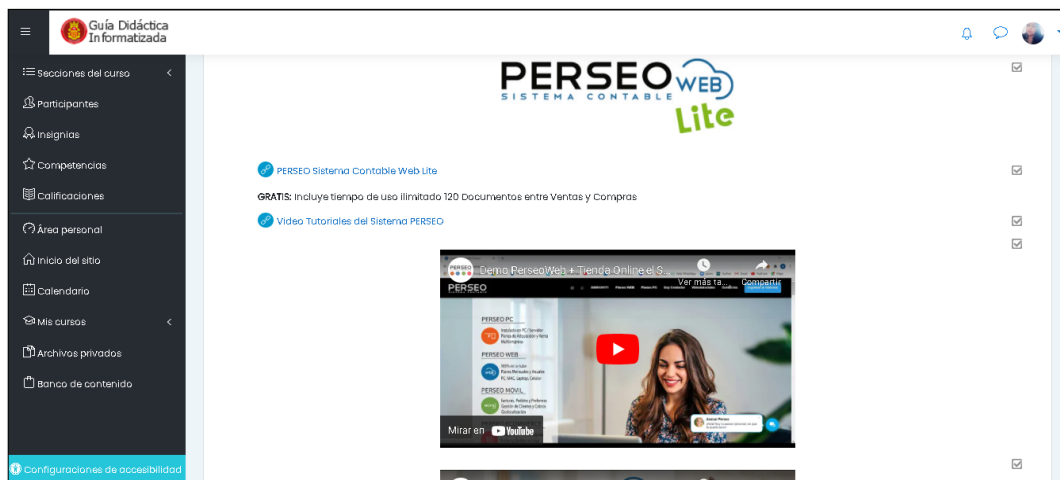 Guía Didáctica
Informatizada
Secciones del curso
Participantes
Insignias
Competencias
Calificaciones
Área personal
Inicio del sitio
Calendario
Mis cursos
Archivos privados
Banco de contenido
Configuraciones de accesibilidad
PERSEO WEB
SISTEMA CONTABLE
Lite
PERSEO Sistema Contable Web Lite
GRATIS: Incluye tiempo de uso ilimitado 120 Documentos entre Ventas y Compras
Video Tutoriales del Sistema PERSEO
PERSEO
Demo PerseoWeb + Tienda Online el S...
Ver más ta...
Compartir
PERSEO
PERSEO PC
PERSEO WEB
PERSEO MOVIL
Mirar en YouTube